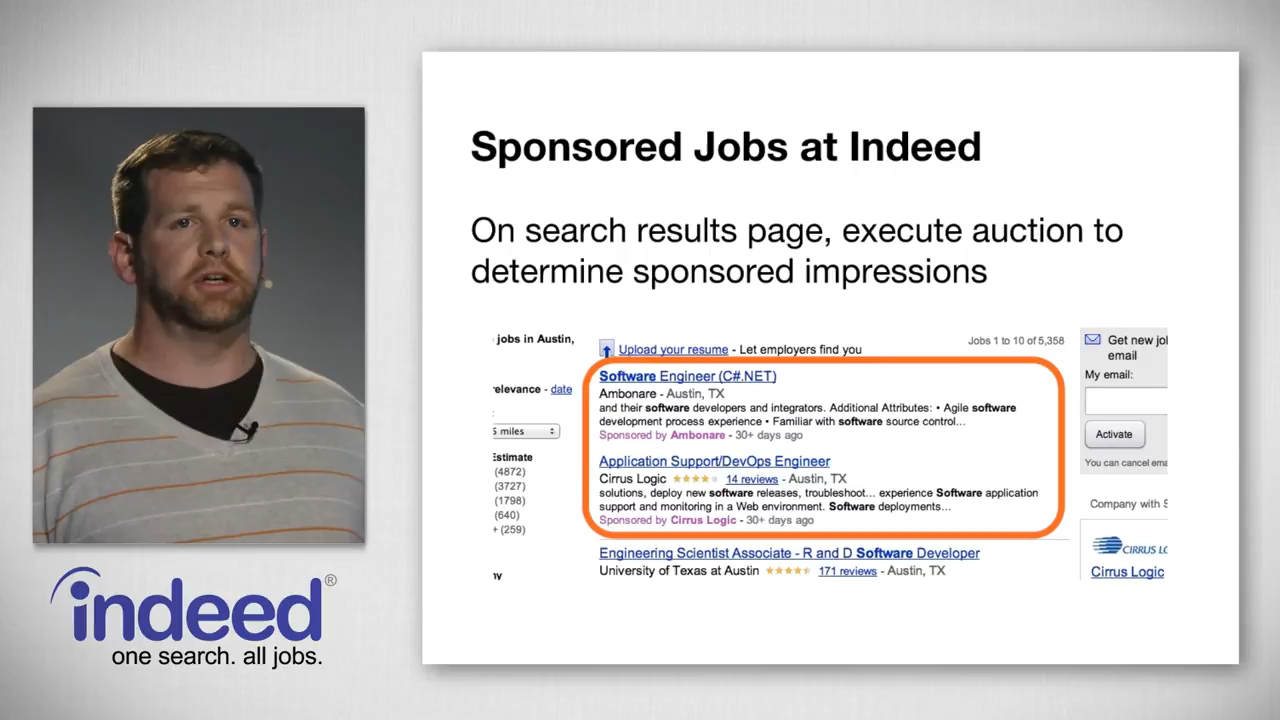 Sponsored Jobs at Indeed
On search results page, execute auction to
determine sponsored impressions
jobs in Austin,
relevance - date
miles
(4872)
(3727)
(1798)
(640)
+ (259)
Upload your resume - Let employers find you
Jobs 1 to 10 of 5,358
Software Engineer (C#.NET)
Ambonare - Austin, TX
and their software developers and integrators. Additional Attributes: • Agile software
development process experience • Familiar with software source control...
Sponsored by Ambonare - 30+ days ago
Application Support/DevOps Engineer
Cirrus Logic 14 reviews - Austin, TX
solutions, deploy new software releases, troubleshoot... experience Software application
support and monitoring in a Web environment. Software deployments...
Sponsored by Cirrus Logic - 30+ days ago
Engineering Scientist Associate - R and D Software Developer
University of Texas at Austin 171 reviews - Austin, TX
Get new
email
My email:
Activate
You can cancel
Company with
CIRRUS
Cirrus Logic
indeed®
one search. all jobs.